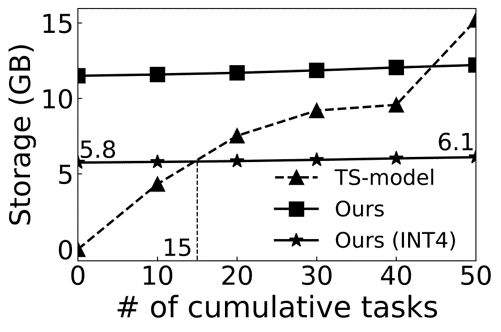 Storage (GB)
15
10
5
0
5.8
6.1
15
TS-model
Ours
Ours (INT4)
0 10 20 30 40 50
# of cumulative tasks